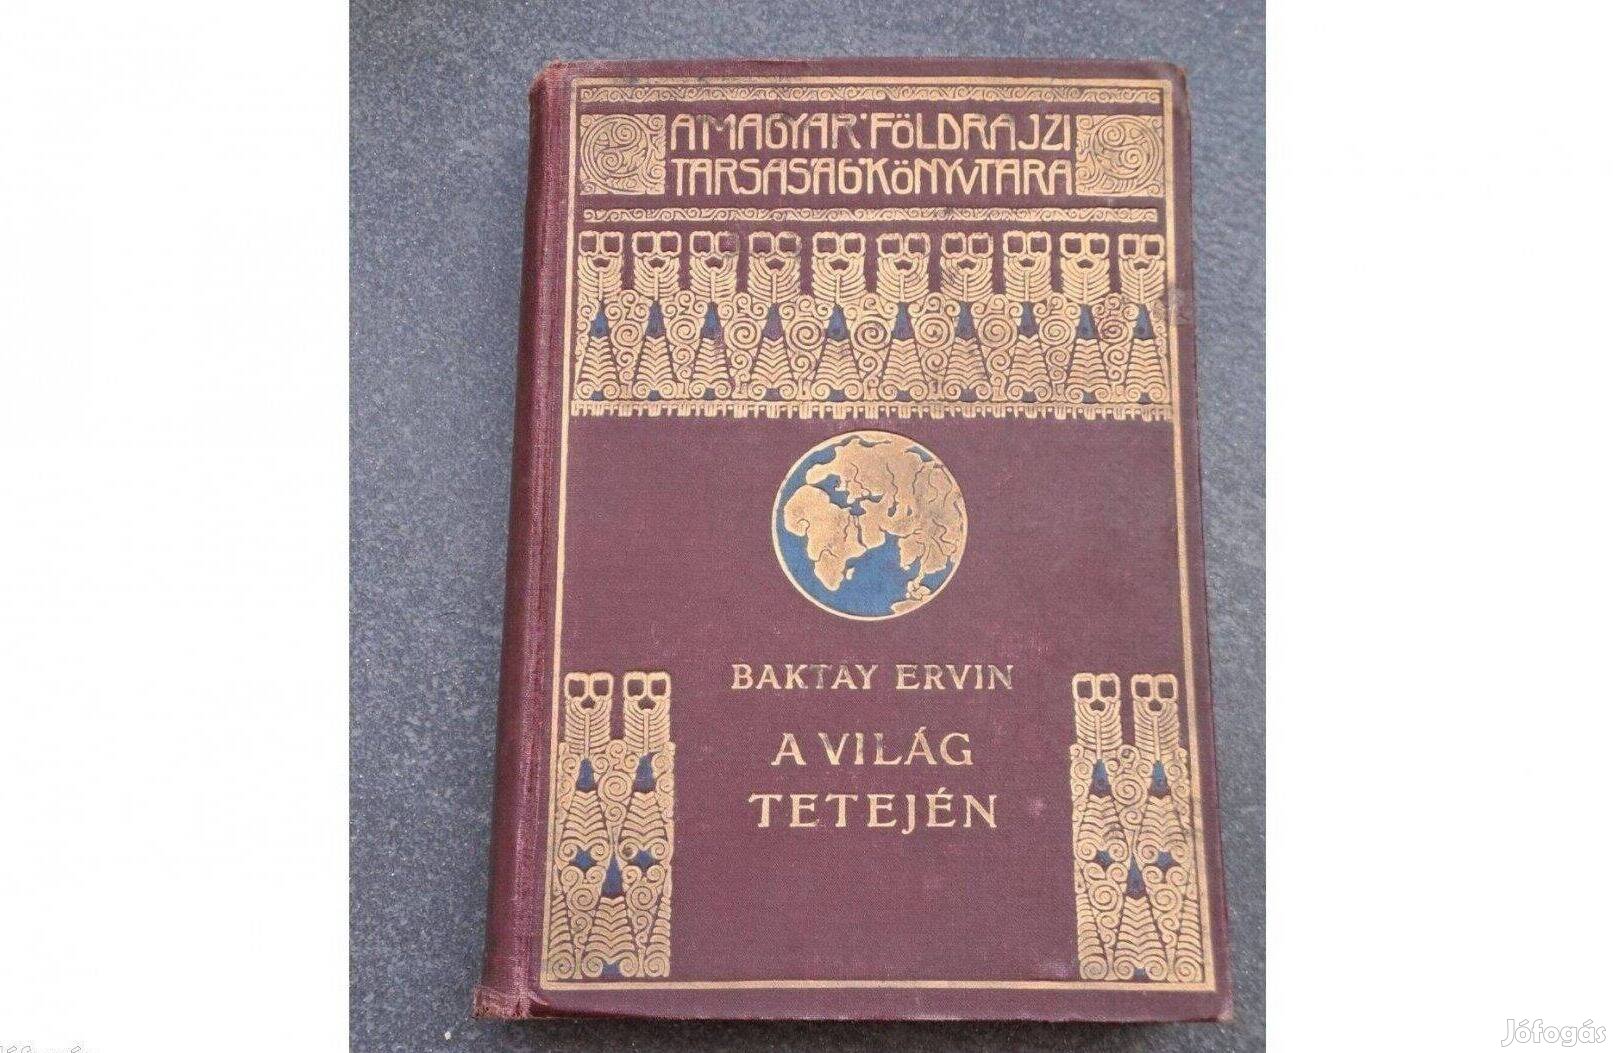 A MAGYAR FÖLDRAJZI
TÁRSASÁG KÖNYVTÁRA
BAKTAY ERVIN
A VILÁG
TETEJÉN
Jófogás